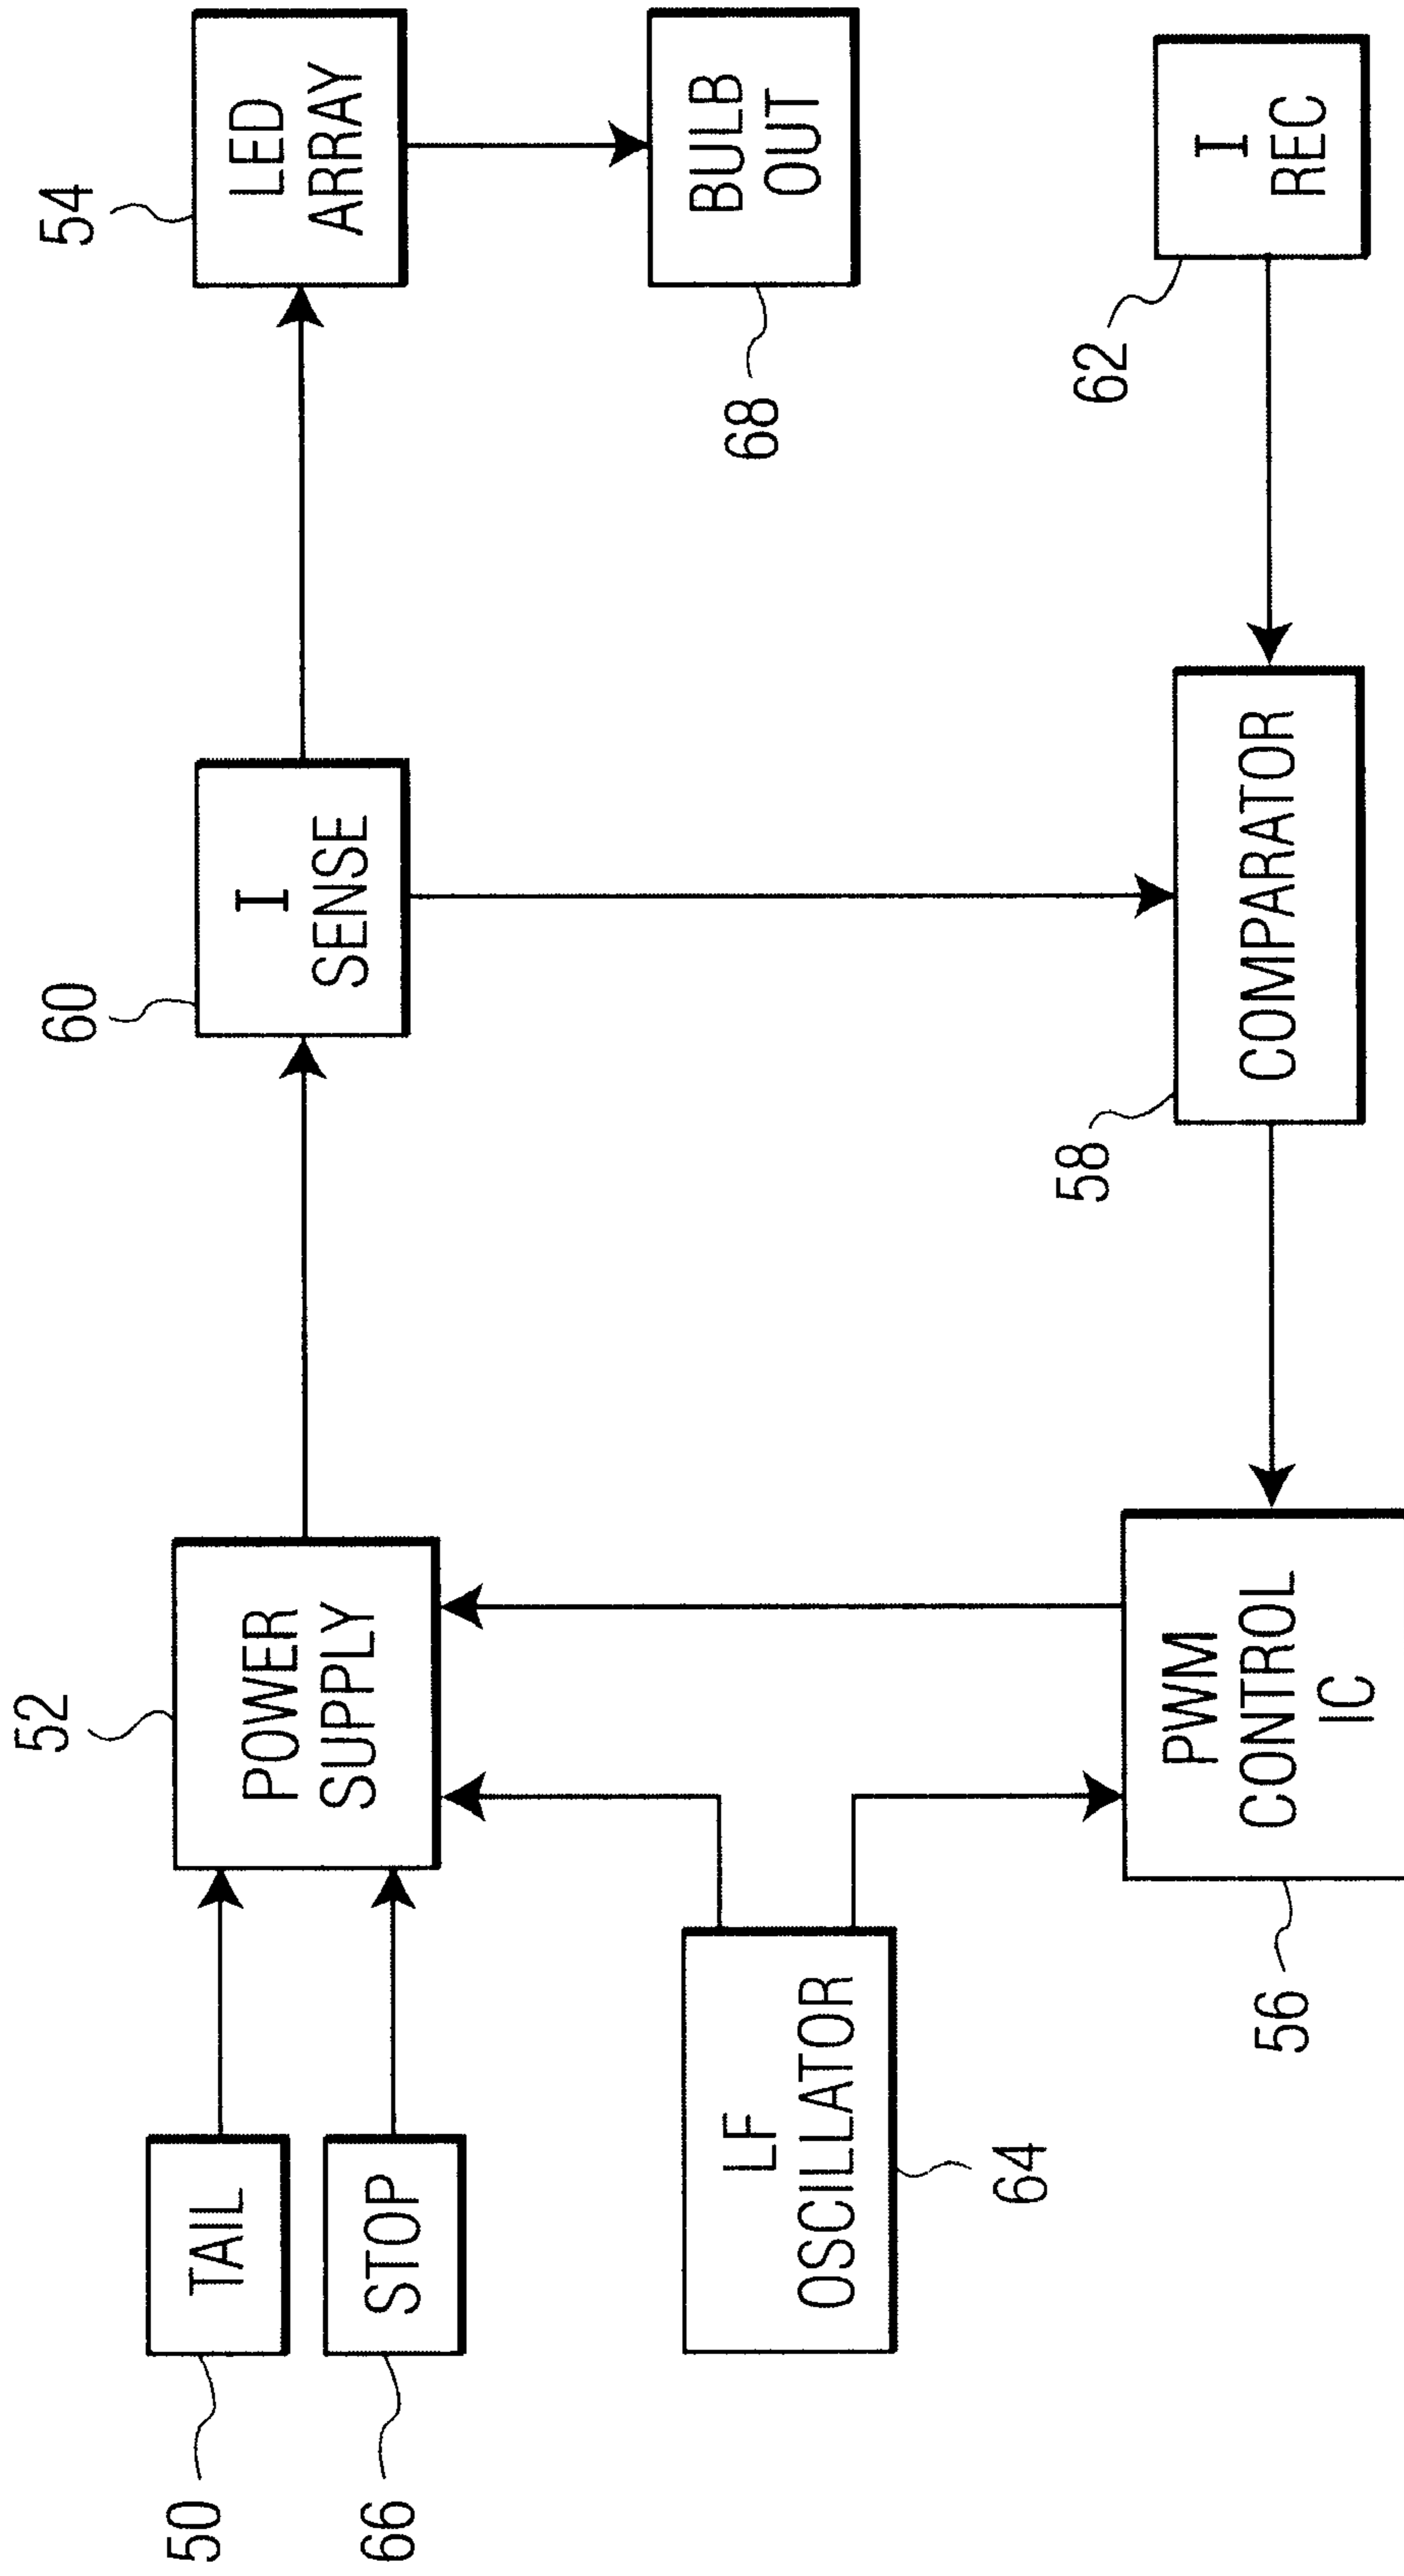 50
TAIL
66
STOP
52
POWER
SUPPLY
60
I
SENSE
54
LED
ARRAY
68
BULB
OUT
64
LF
OSCILLATOR
56
PWM
CONTROL
IC
58
COMPARATOR
62
I
REC